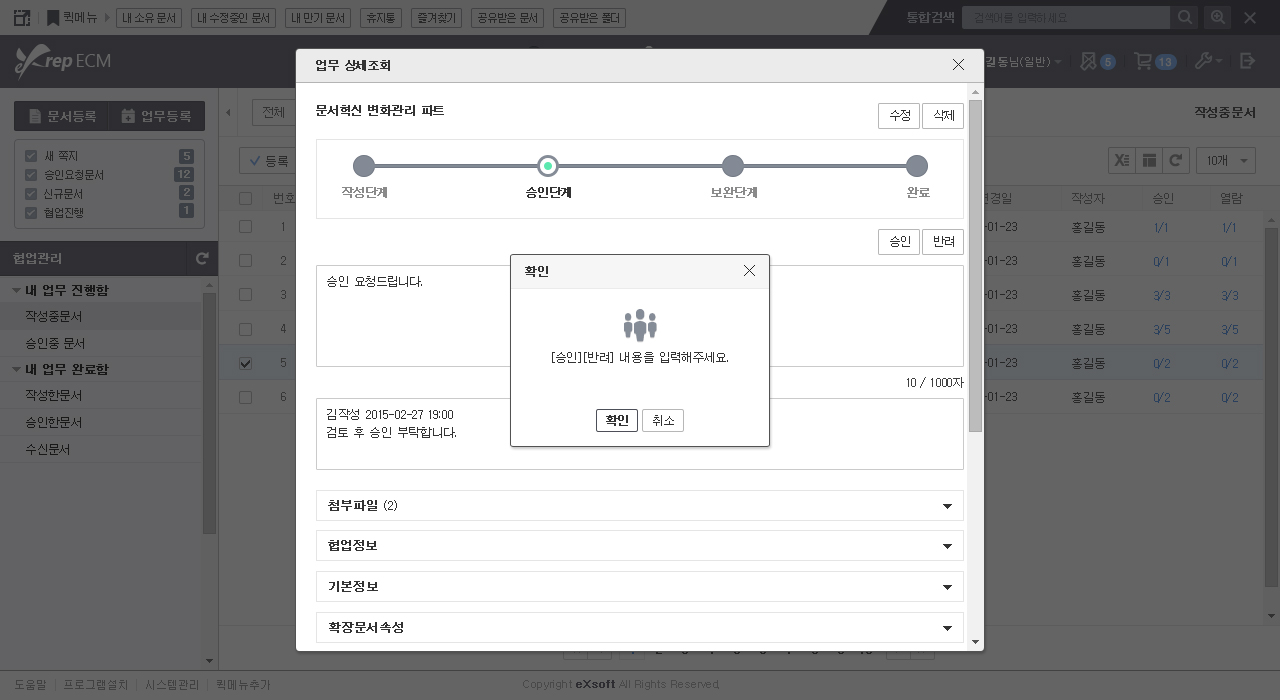 퀵메뉴 내 소유 문서 내 수정중인 문서 내 만기 문서 휴지통 즐겨찾기 공유받은 문서 공유받은 폴더 통합검색 검색어를 입력하세요
eXrep ECM 길동님(일반) 5 13
업무 상세조회
문서등록 업무등록
전체
작성중문서
새 쪽지 5
승인요청문서 12
신규문서 2
협업진행 1
협업관리
내 업무 진행함
작성중문서
승인중 문서
내 업무 완료함
작성한문서
승인한문서
수신문서
등록
10개
번호 작성자 승인 열람
1 -01-23 홍길동 1/1 1/1
2 -01-23 홍길동 0/1 0/1
3 -01-23 홍길동 3/3 3/3
4 -01-23 홍길동 3/5 3/5
5 -01-23 홍길동 0/2 0/2
6 -01-23 홍길동 0/2 0/2
문서혁신 변화관리 파트
수정 삭제
작성단계 승인단계 보완단계 완료
승인 반려
승인 요청드립니다.
10 / 1000자
김작성 2015-02-27 19:00
검토 후 승인 부탁합니다.
확인
[승인][반려] 내용을 입력해주세요.
확인 취소
첨부파일 (2)
협업정보
기본정보
확장문서속성
도움말 프로그램설치 시스템관리 퀵메뉴추가
Copyright eXsoft All Rights Reserved.